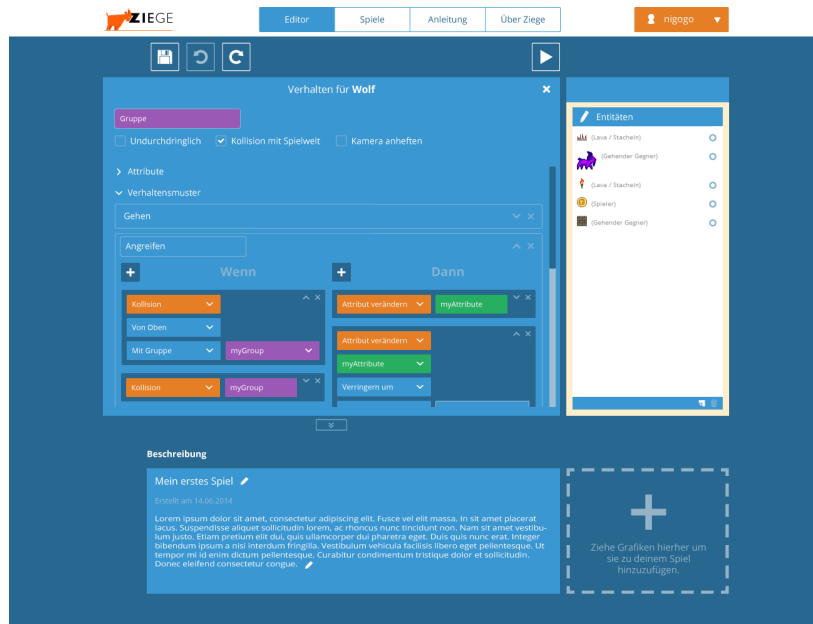 ZIEGE
Editor
Spiele
Anleitung
Über Ziege
nigogo
Verhalten für Wolf
Gruppe
Undurchdringlich
Kollision mit Spielwelt
Kamera anheften
Attribute
Verhaltensmuster
Gehen
Angreifen
Wenn
Dann
Kollision
Von Oben
Mit Gruppe
myGroup
Kollision
myGroup
Attribut verändern
myAttribute
Attribut verändern
myAttribute
Verringern um
Entitäten
(Lava / Stacheln)
(Gehender Gegner)
(Lava / Stacheln)
(Spieler)
(Gehender Gegner)
Beschreibung
Mein erstes Spiel
Erstellt am 14.06.2014
Lorem ipsum dolor sit amet, consectetur adipiscing elit. Fusce vel elit massa. In sit amet placerat
lacus. Suspendisse aliquet sollicitudin lorem, ac rhoncus nunc tincidunt non. Nam sit amet vestibu-
lum justo. Etiam pretium elit dui, quis ullamcorper dui pharetra eget. Duis quis nunc erat. Integer
bibendum ipsum a nisi interdum fringilla. Vestibulum vehicula facilisis libero eget pellentesque. Ut
tempor mi id enim dictum pellentesque. Curabitur condimentum tristique dolor et sollicitudin.
Donec eleifend consectetur congue.
Ziehe Grafiken hierher um
sie zu deinem Spiel
hinzuzufügen.